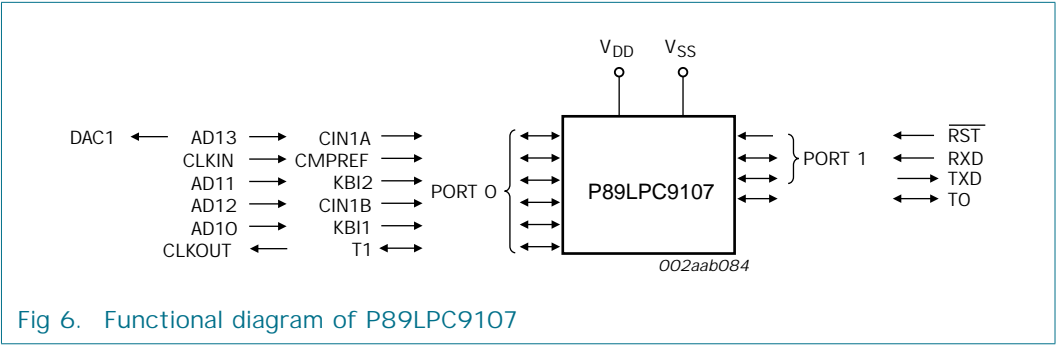 VDD VSS
DAC1 AD13 CIN1A RST
CLKIN CMPREF PORT 1 RXD
AD11 KBI2 PORT 0 P89LPC9107 TXD
AD12 CIN1B T0
AD10 KBI1
CLKOUT T1
002aab084
Fig 6. Functional diagram of P89LPC9107